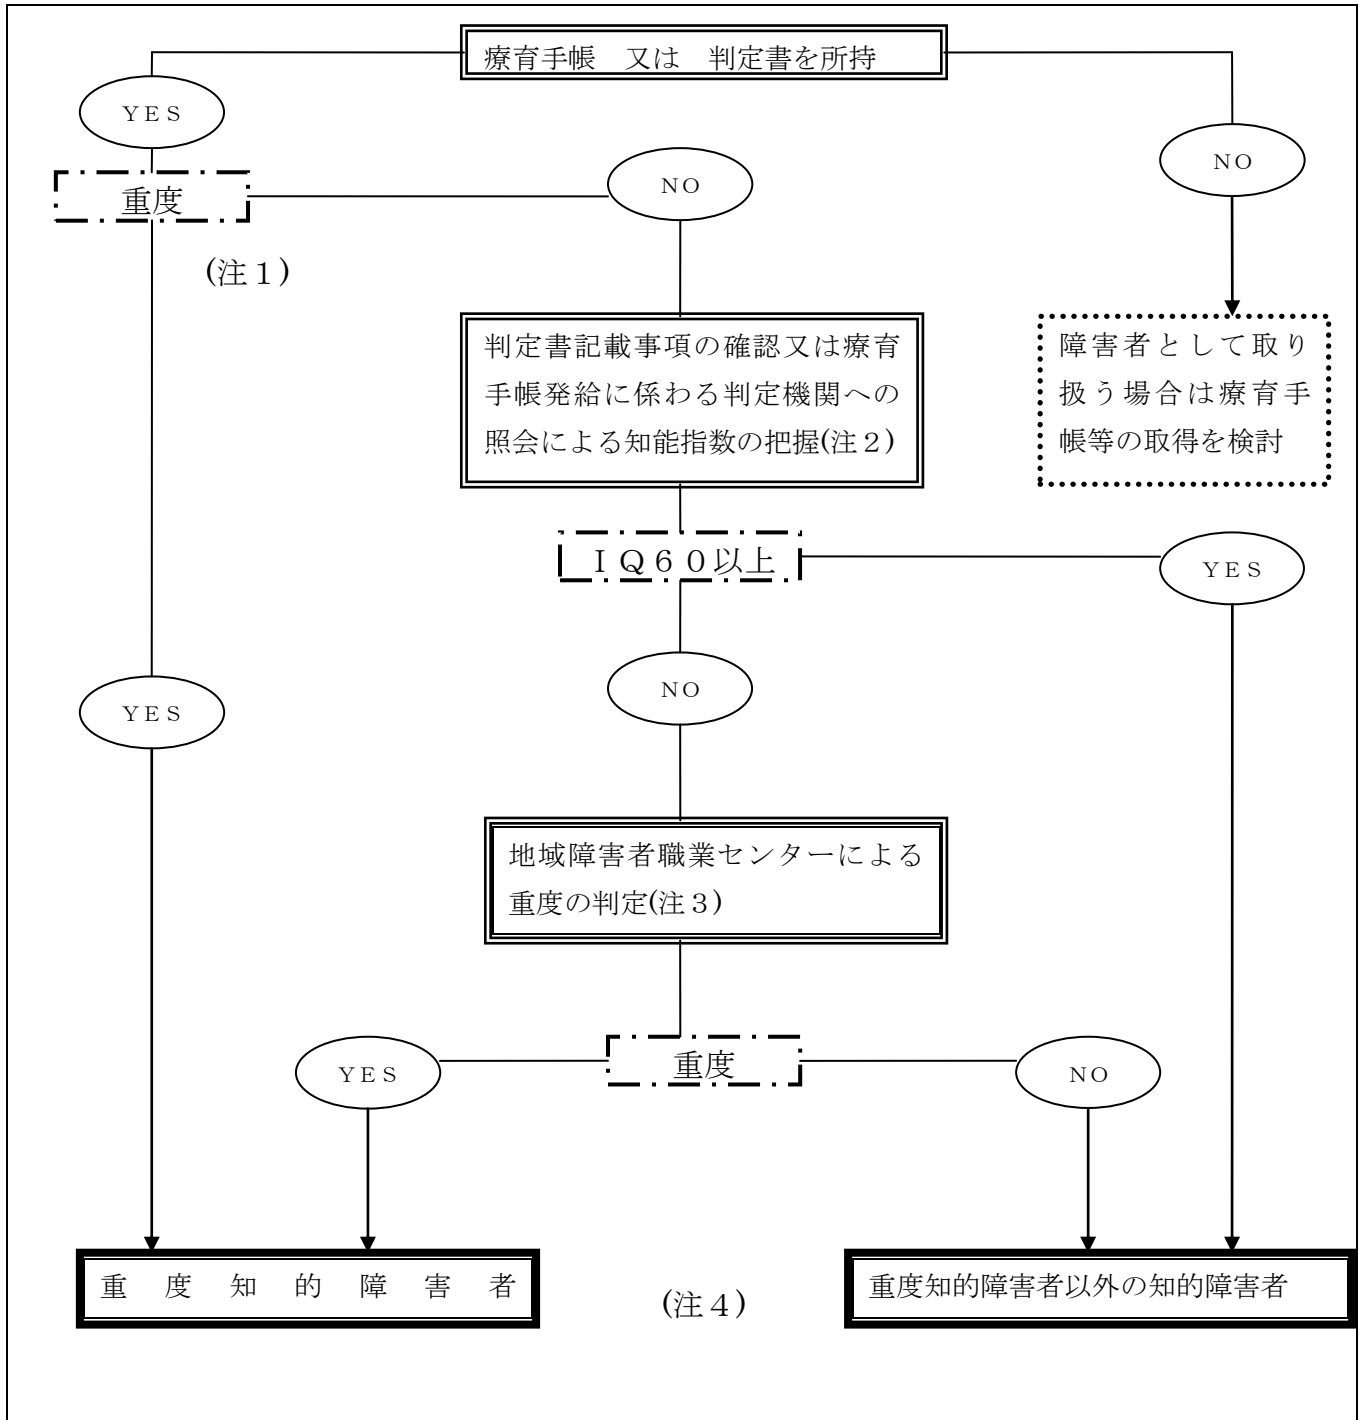 療育手帳 又は 判定書を所持
ＹＥＳ
ＮＯ
重度
ＮＯ
(注１)
判定書記載事項の確認又は療育
手帳発給に係わる判定機関への
照会による知能指数の把握(注２)
障害者として取り
扱う場合は療育手
帳等の取得を検討
ＩＱ６０以上
ＹＥＳ
ＮＯ
ＹＥＳ
地域障害者職業センターによる
重度の判定(注３)
重度
ＹＥＳ
ＮＯ
重度知的障害者
(注４)
重度知的障害者以外の知的障害者